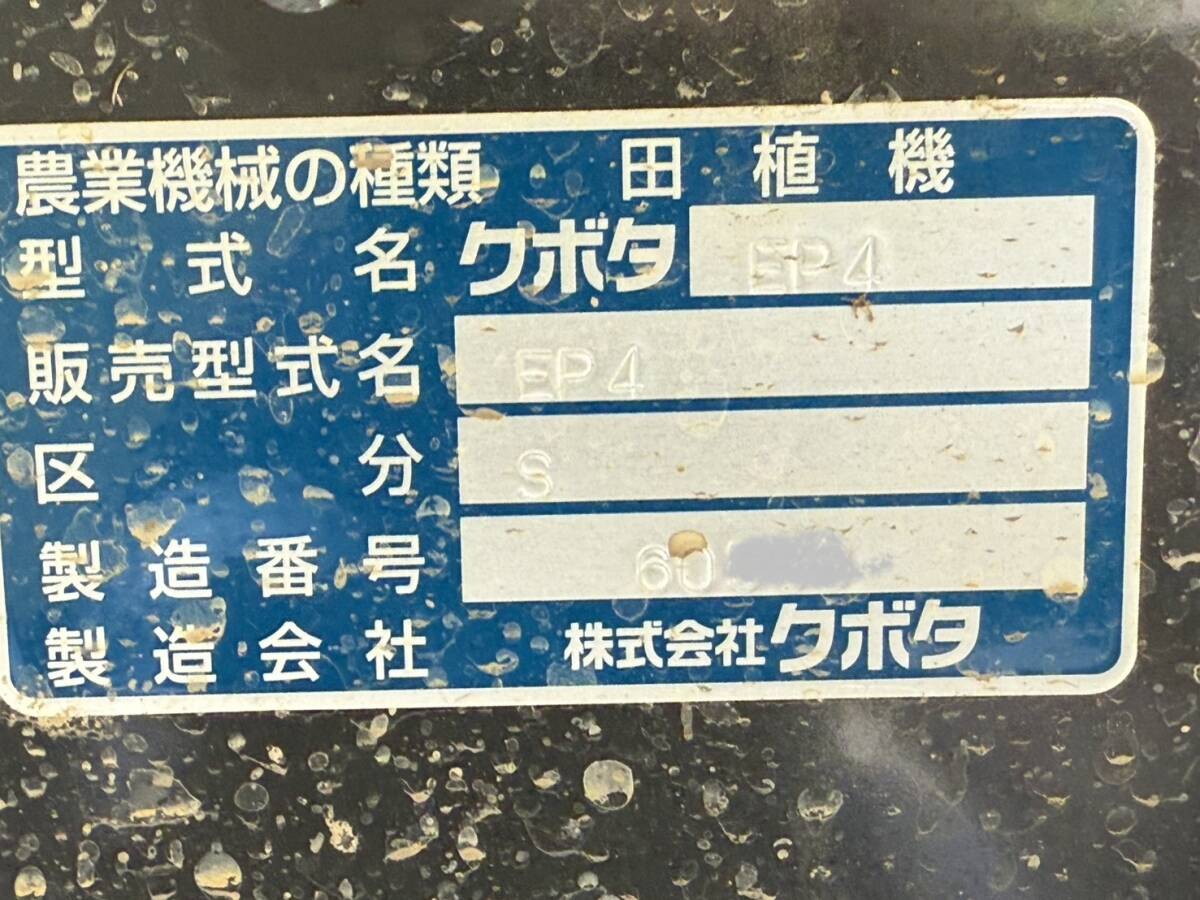 農業機械の種類 田植機
型式名 クボタ EP4
販売型式名 EP4
区分 S
製造番号 60
製造会社 株式会社クボタ